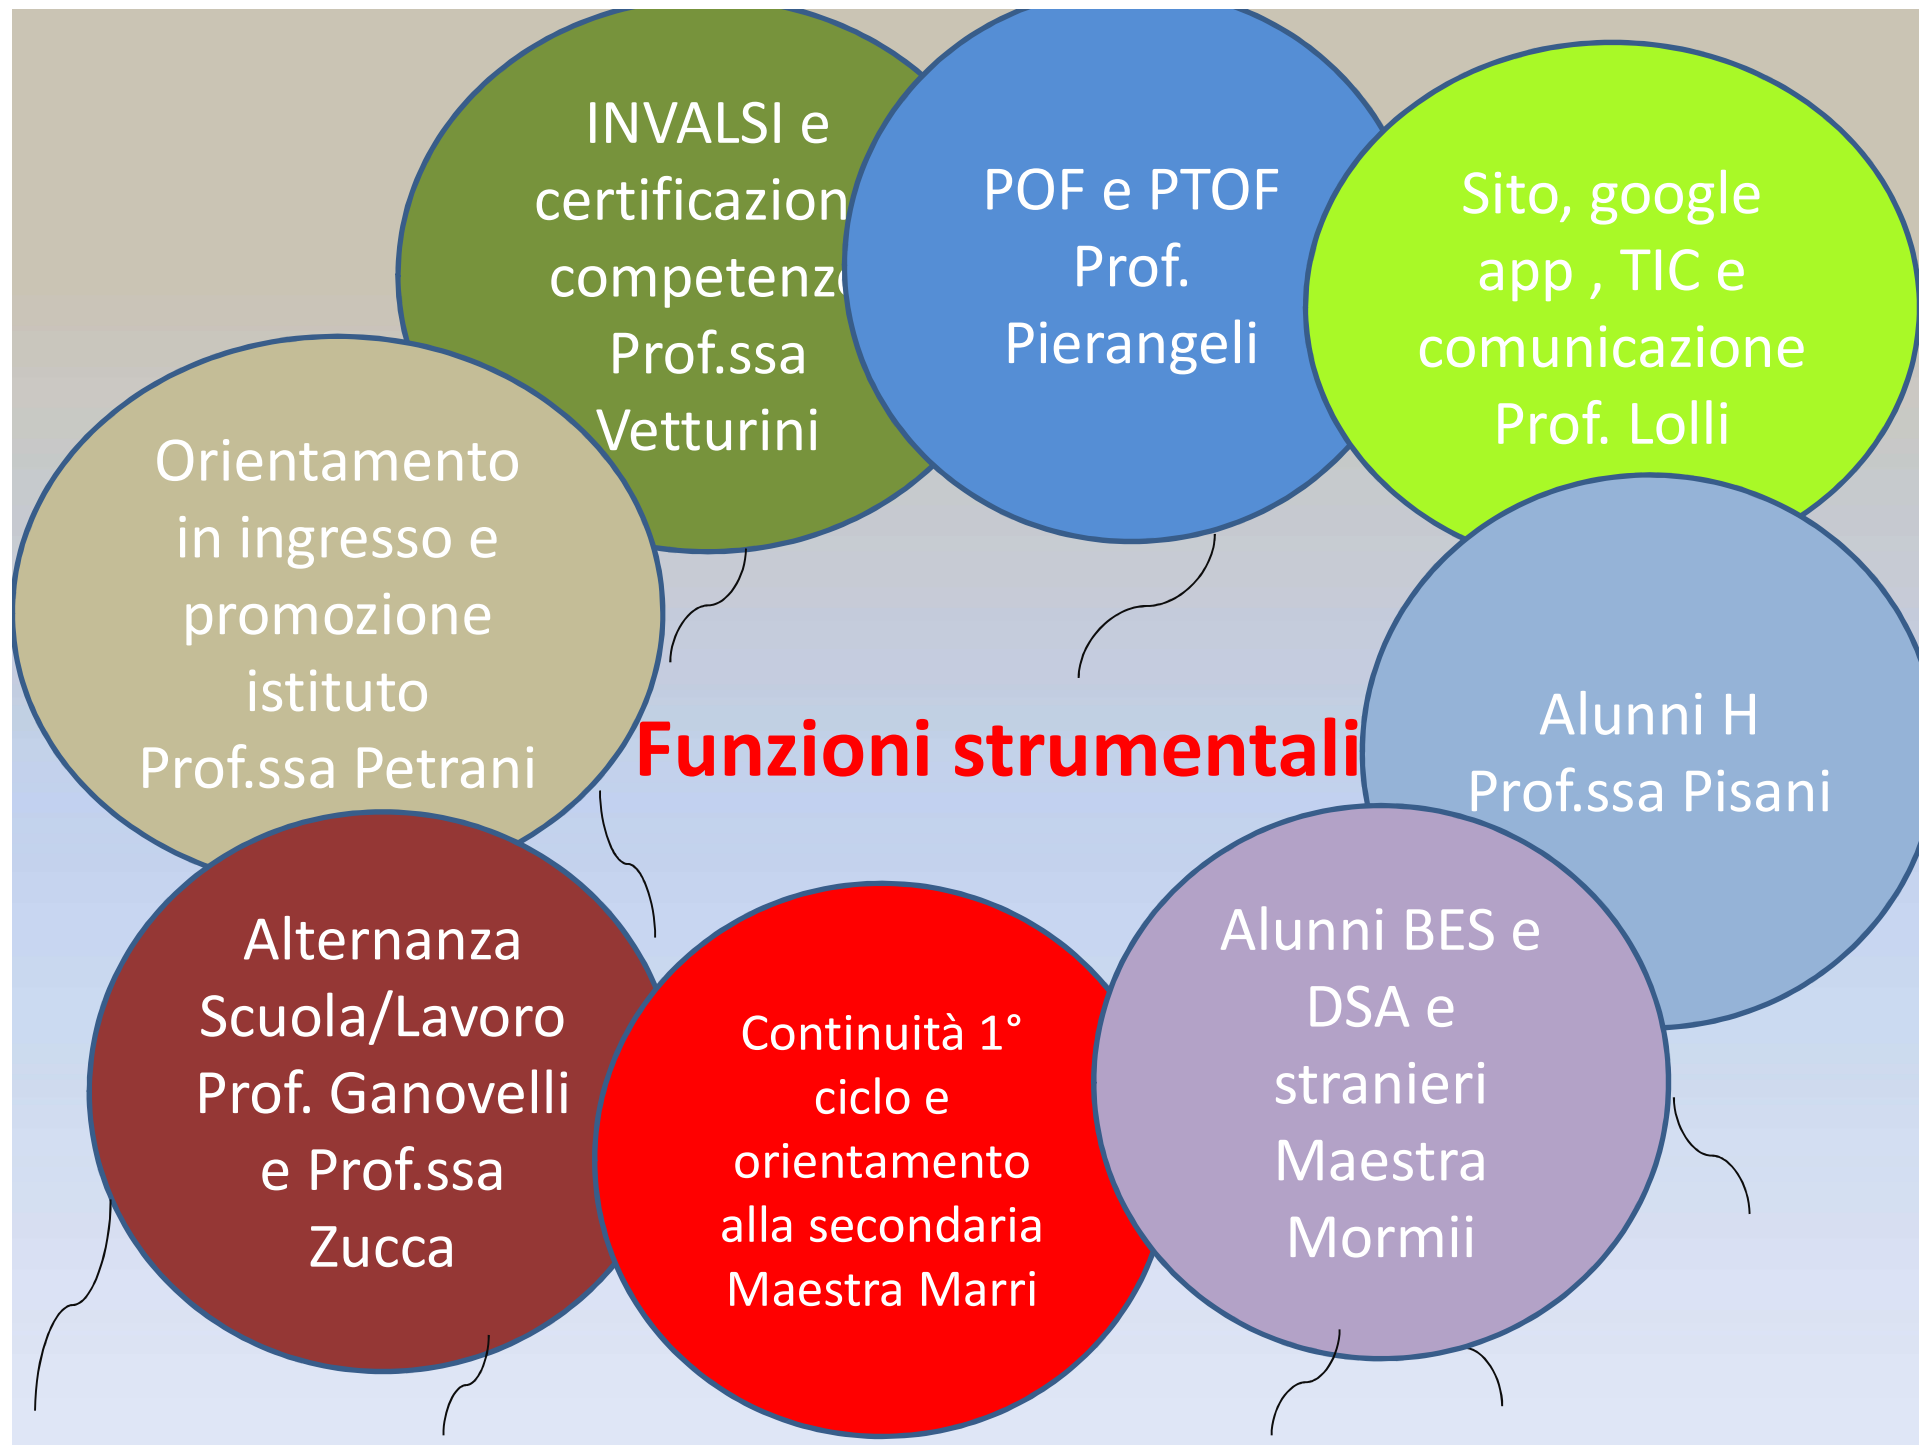 INVALSI e
certificazion
competenze
Prof.ssa
Vetturini
POF e PTOF
Prof.
Pierangeli
Sito, google
app , TIC e
comunicazione
Prof. Lolli
Orientamento
in ingresso e
promozione
istituto
Prof.ssa Petrani
Funzioni strumentali
Alunni H
Prof.ssa Pisani
Alternanza
Scuola/Lavoro
Prof. Ganovelli
e Prof.ssa
Zucca
Continuità 1°
ciclo e
orientamento
alla secondaria
Maestra Marri
Alunni BES e
DSA e
stranieri
Maestra
Mormii